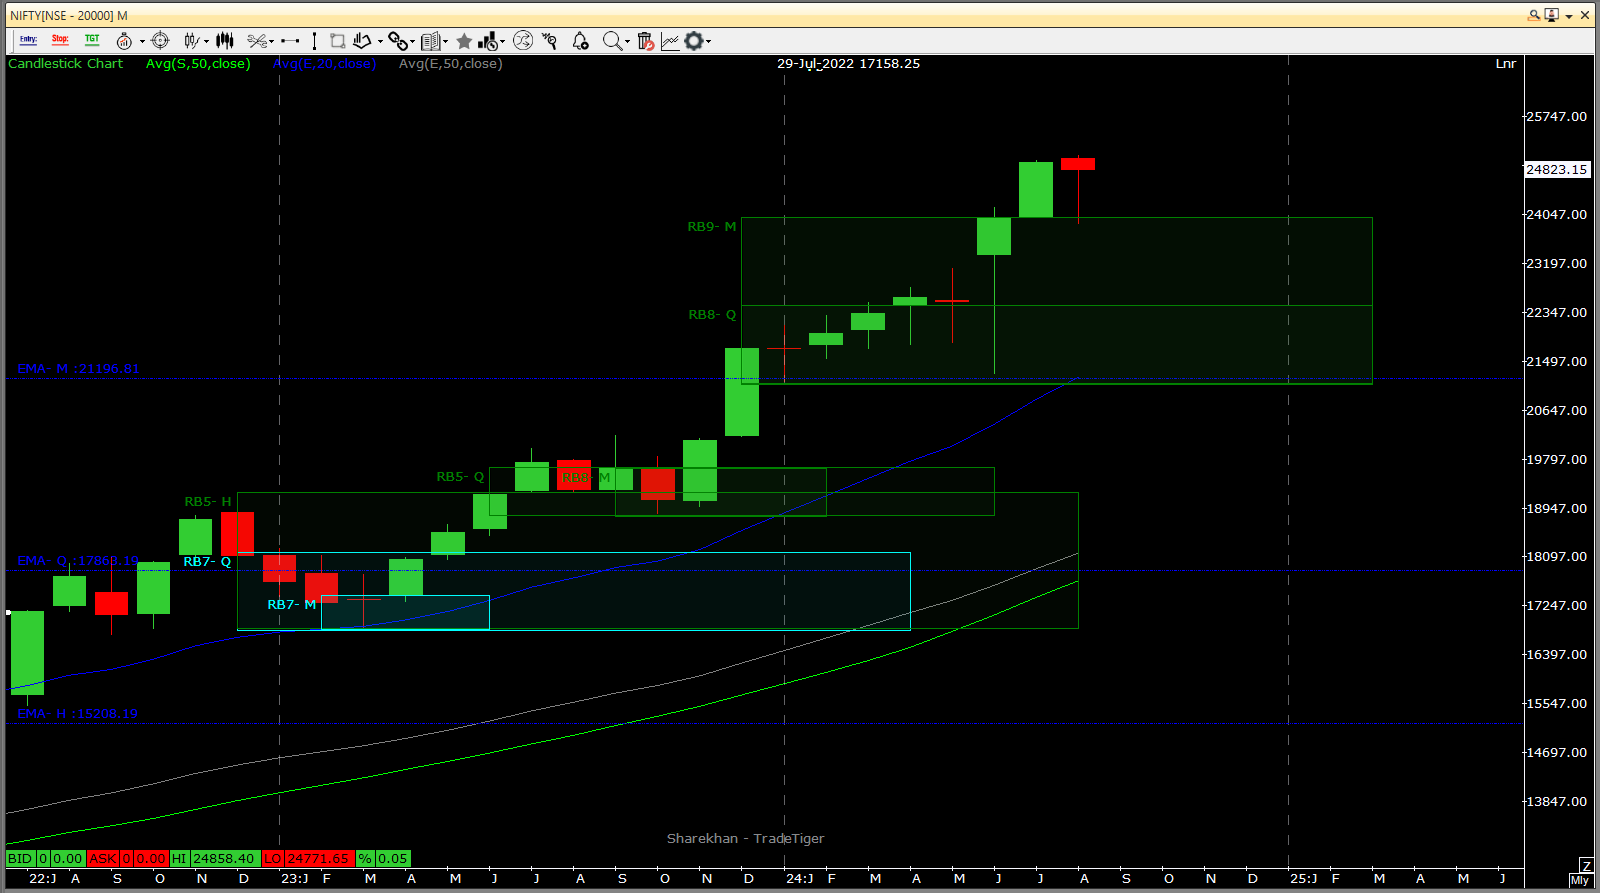 NIFTY[NSE - 20000] M
Entry: Stop: TGT
Candlestick Chart Avg(S,50,close) Avg(E,20,close) Avg(E,50,close) 29-Jul-2022 17158.25 Lnr
25747.00
24823.15
24047.00
RB9- M
23197.00
22347.00
RB8- Q
EMA- M :21196.81
21497.00
20647.00
19797.00
RB5- Q
RB8- M
RB5- H
18947.00
EMA- Q :17863.19
RB7- Q
18097.00
RB7- M
17247.00
16397.00
15547.00
EMA- H :15208.19
14697.00
13847.00
Sharekhan - TradeTiger
BID 0 0.00 ASK 0 0.00 HI 24858.40 LO 24771.65 % 0.05
Z
22:J A S O N D 23:J F M A M J J A S O N D 24:J F M A M J J A S O N D 25:J F M A M J
Mly